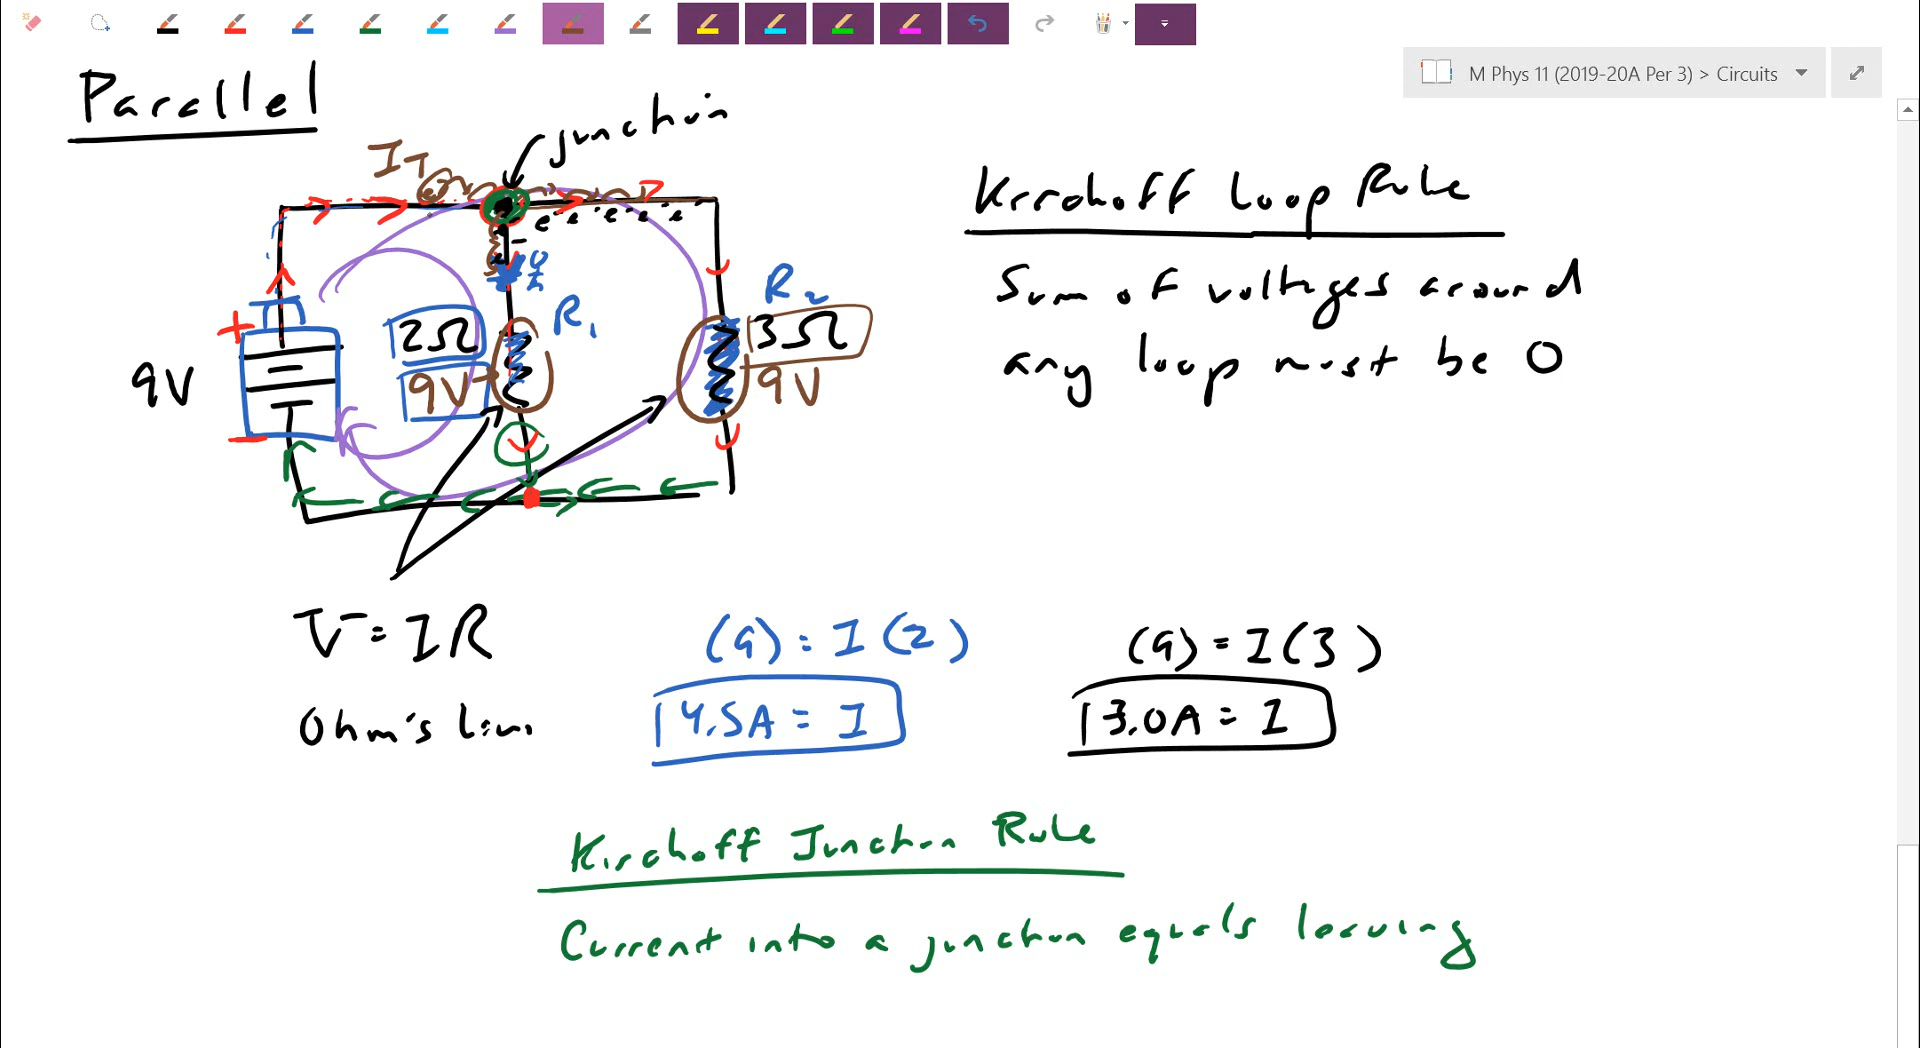 M Phys 11 (2019-20A Per 3) > Circuits
Parallel
junction
I_T
Kirchoff Loop Rule
Sum of voltages around
any loop must be 0
+
9V
−
2Ω
9V
R₁
R₂
3Ω
9V
V = IR
Ohm's Law
(9) = I(2)
4.5A = I
(9) = I(3)
3.0A = I
Kirchoff Junction Rule
Current into a junction equals leaving